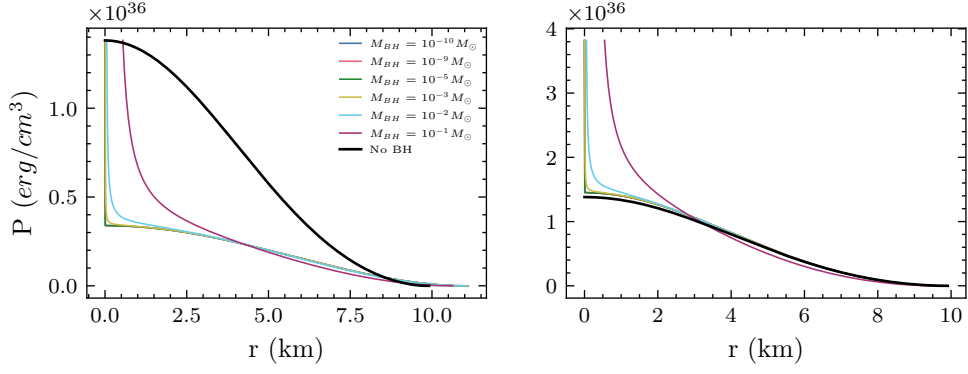 ×10^36
P (erg/cm^3)
1.0
0.5
0.0
M_BH = 10^-10 M_⊙
M_BH = 10^-9 M_⊙
M_BH = 10^-5 M_⊙
M_BH = 10^-3 M_⊙
M_BH = 10^-2 M_⊙
M_BH = 10^-1 M_⊙
No BH
0.0 2.5 5.0 7.5 10.0
r (km)
×10^36
4
3
2
1
0
0 2 4 6 8 10
r (km)